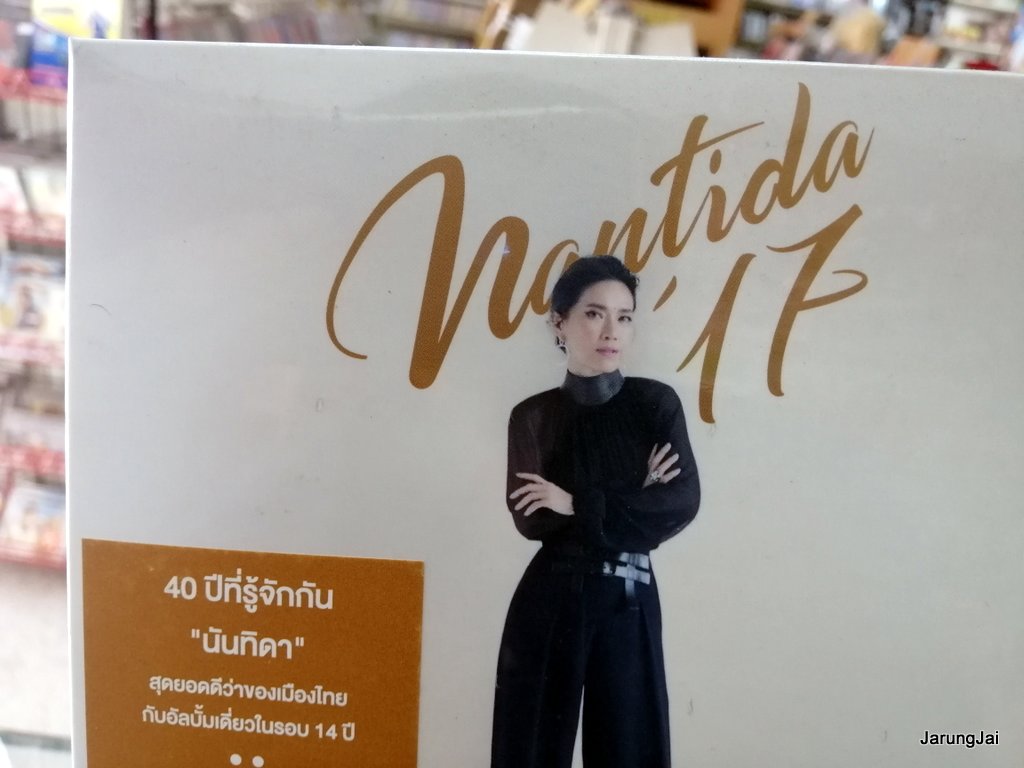 Nantida
'17
40 ปีที่รู้จักกัน
"นันทิดา"
สุดยอดดีว่าของเมืองไทย
กับอัลบั้มเดี่ยวในรอบ 14 ปี
JarungJai